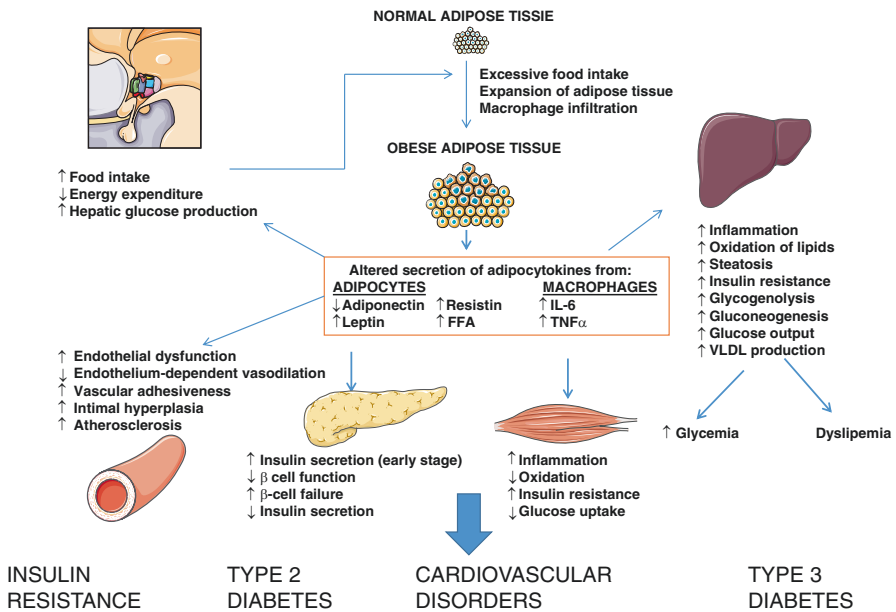 NORMAL ADIPOSE TISSIE
Excessive food intake
Expansion of adipose tissue
Macrophage infiltration
OBESE ADIPOSE TISSUE
↑ Food intake
↓ Energy expenditure
↑ Hepatic glucose production
Altered secretion of adipocytokines from:
ADIPOCYTES MACROPHAGES
↓ Adiponectin ↑ Resistin ↑ IL-6
↑ Leptin ↑ FFA ↑ TNFα
↑ Inflammation
↑ Oxidation of lipids
↑ Steatosis
↑ Insulin resistance
↑ Glycogenolysis
↑ Gluconeogenesis
↑ Glucose output
↑ VLDL production
↑ Glycemia Dyslipemia
↑ Endothelial dysfunction
↓ Endothelium-dependent vasodilation
↑ Vascular adhesiveness
↑ Intimal hyperplasia
↑ Atherosclerosis
↑ Insulin secretion (early stage)
↓ β cell function
↑ β-cell failure
↓ Insulin secretion
↑ Inflammation
↓ Oxidation
↑ Insulin resistance
↓ Glucose uptake
INSULIN
RESISTANCE
TYPE 2
DIABETES
CARDIOVASCULAR
DISORDERS
TYPE 3
DIABETES